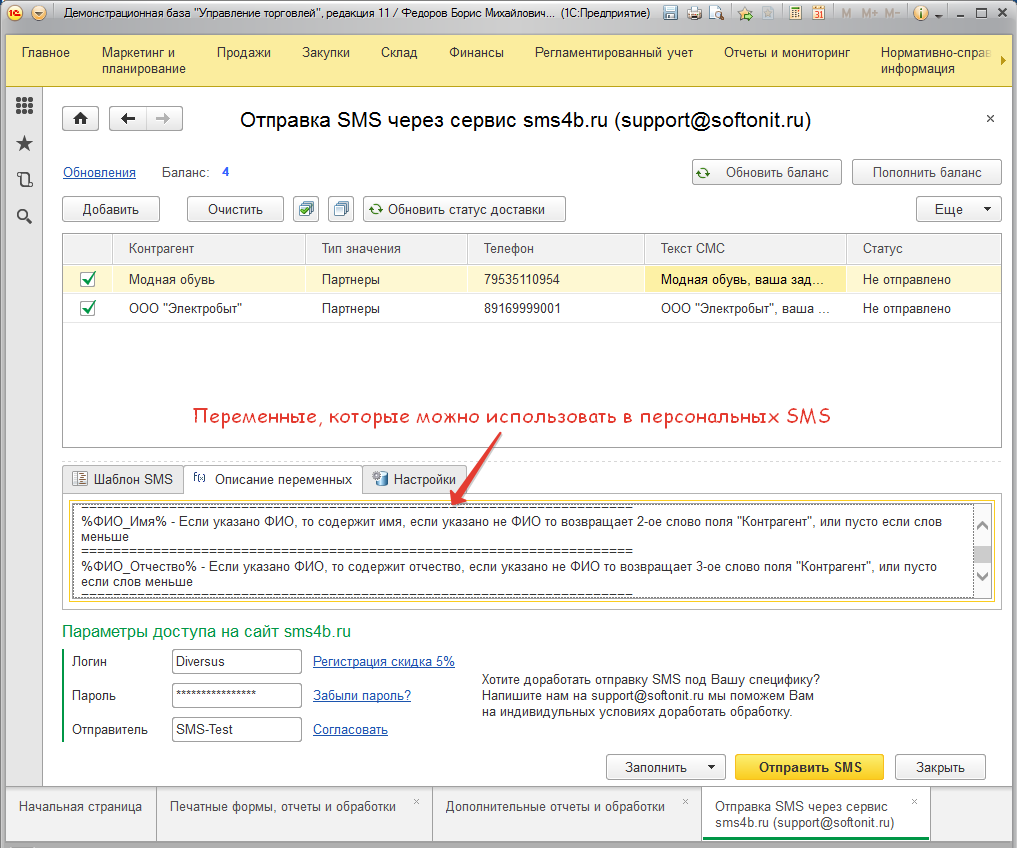 Демонстрационная база "Управление торговлей", редакция 11 / Федоров Борис Михайлович... (1С:Предприятие)
31 M M+ M-
Главное
Маркетинг и
планирование
Продажи
Закупки
Склад
Финансы
Регламентированный учет
Отчеты и мониторинг
Нормативно-справ
информация
Отправка SMS через сервис sms4b.ru (support@softonit.ru)
Обновления Баланс: 4 Обновить баланс Пополнить баланс
Добавить Очистить Обновить статус доставки Еще
Контрагент Тип значения Телефон Текст СМС Статус
Модная обувь Партнеры 79535110954 Модная обувь, ваша зад... Не отправлено
ООО "Электробыт" Партнеры 89169999001 ООО "Электробыт", ваша ... Не отправлено
Переменные, которые можно использовать в персональных SMS
Шаблон SMS f(x) Описание переменных Настройки
================================================================
%ФИО_Имя% - Если указано ФИО, то содержит имя, если указано не ФИО то возвращает 2-ое слово поля "Контрагент", или пусто если слов
меньше
================================================================
%ФИО_Отчество% - Если указано ФИО, то содержит отчество, если указано не ФИО то возвращает 3-ое слово поля "Контрагент", или пусто
если слов меньше
================================================================
Параметры доступа на сайт sms4b.ru
Логин Diversus Регистрация скидка 5%
Пароль **************** Забыли пароль?
Отправитель SMS-Test Согласовать
Хотите доработать отправку SMS под Вашу специфику?
Напишите нам на support@softonit.ru мы поможем Вам
на индивидульных условиях доработать обработку.
Заполнить Отправить SMS Закрыть
Начальная страница
Печатные формы, отчеты и обработки
Дополнительные отчеты и обработки
Отправка SMS через сервис
sms4b.ru (support@softonit.ru)